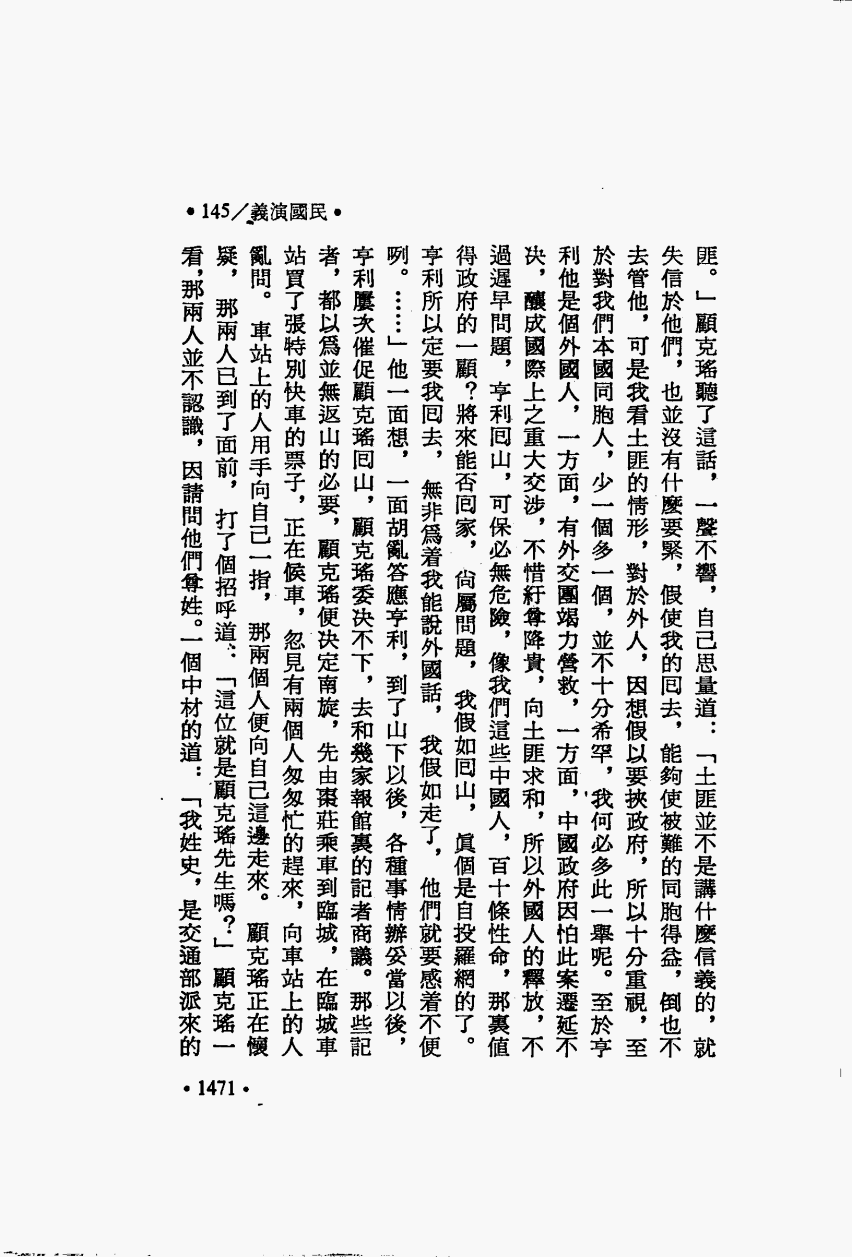 •145／義演國民•
匪。」顧克瑤聽了這話，一聲不響，自己思量道：「土匪並不是講什麼信義的，就
失信於他們，也並沒有什麼要緊，假使我的囘去，能夠使被難的同胞得益，倒也不
去管他，可是我看土匪的情形，對於外人，因想假以要挾政府，所以十分重視，至
於對我們本國同胞人，少一個多一個，並不十分希罕，我何必多此一舉呢。至於亨
利他是個外國人，一方面，有外交團竭力營救，一方面，中國政府因怕此案遷延不
决，釀成國際上之重大交涉，不惜紆尊降貴，向土匪求和，所以外國人的釋放，不
過遲早問題，亨利囘山，可保必無危險，像我們這些中國人，百十條性命，那裏値
得政府的一顧？將來能否囘家，尙屬問題，我假如囘山，眞個是自投羅網的了。
亨利所以定要我囘去，無非爲着我能說外國話，我假如走了，他們就要感着不便
咧。……」他一面想，一面胡亂答應亨利，到了山下以後，各種事情辦妥當以後，
亨利屢次催促顧克瑤囘山，顧克瑤委决不下，去和幾家報館裏的記者商議。那些記
者，都以爲並無返山的必要，顧克瑤便决定南旋，先由棗莊乘車到臨城，在臨城車
站買了張特別快車的票子，正在候車，忽見有兩個人匆匆忙的趕來，向車站上的人
亂問。車站上的人用手向自己一指，那兩個人便向自己這邊走來。顧克瑤正在懷
疑，那兩人已到了面前，打了個招呼道：「這位就是顧克瑤先生嗎？」顧克瑤一
看，那兩人並不認識，因請問他們尊姓。一個中材的道：「我姓史，是交通部派來的
•1471•